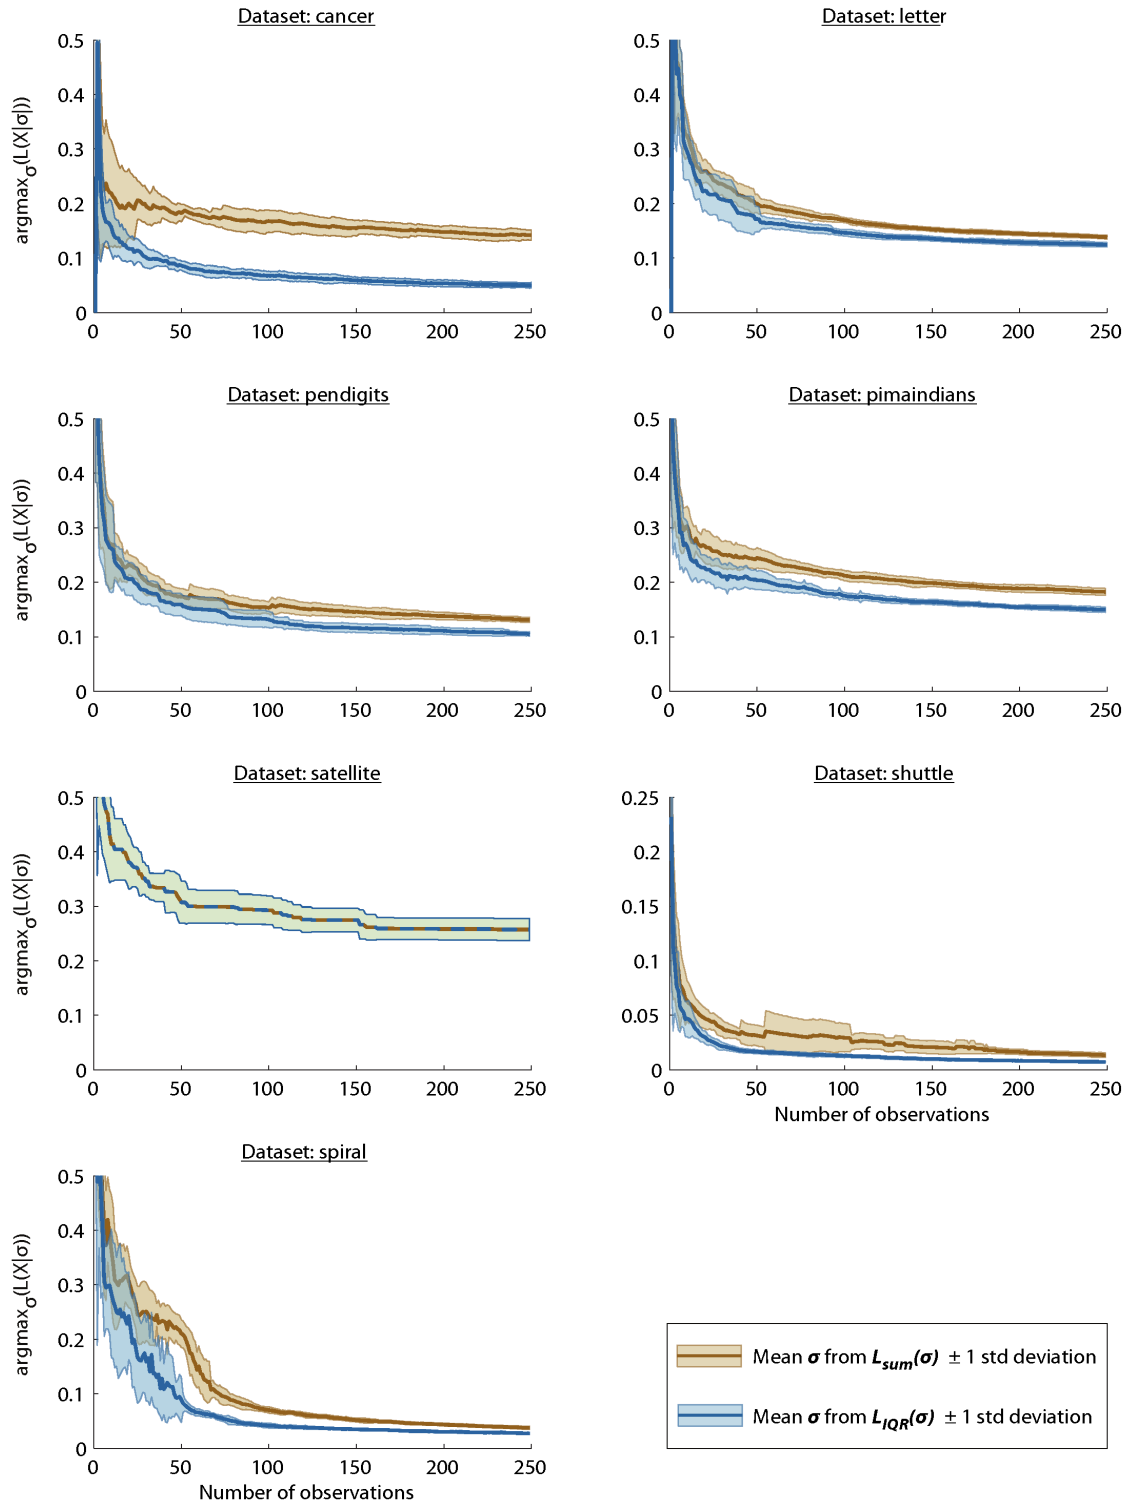 Dataset: cancer
0.5
0.4
0.3
0.2
0.1
0
0 50 100 150 200 250
argmaxσ(L(X|σ|))
Dataset: letter
0.5
0.4
0.3
0.2
0.1
0
0 50 100 150 200 250
Dataset: pendigits
0.5
0.4
0.3
0.2
0.1
0
0 50 100 150 200 250
argmaxσ(L(X|σ))
Dataset: pimaindians
0.5
0.4
0.3
0.2
0.1
0
0 50 100 150 200 250
Dataset: satellite
0.5
0.4
0.3
0.2
0.1
0
0 50 100 150 200 250
argmaxσ(L(X|σ))
Dataset: shuttle
0.25
0.2
0.15
0.1
0.05
0
0 50 100 150 200 250
Number of observations
Dataset: spiral
0.5
0.4
0.3
0.2
0.1
0
0 50 100 150 200 250
argmaxσ(L(X|σ))
Number of observations
Mean σ from Lsum(σ) ± 1 std deviation
Mean σ from LIQR(σ) ± 1 std deviation